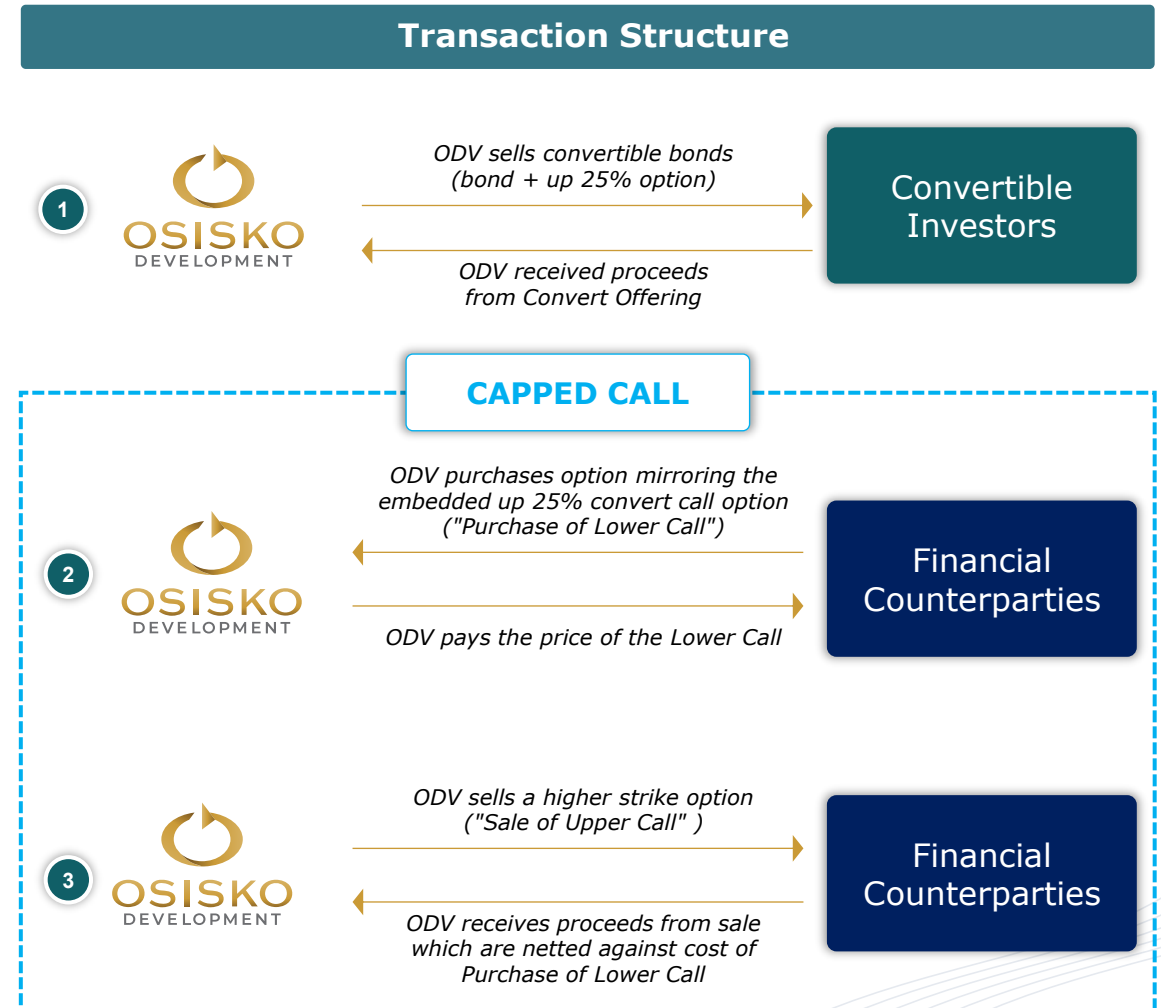 Transaction Structure
1
OSISKO
DEVELOPMENT
ODV sells convertible bonds
(bond + up 25% option)
ODV received proceeds
from Convert Offering
Convertible
Investors
CAPPED CALL
2
OSISKO
DEVELOPMENT
ODV purchases option mirroring the
embedded up 25% convert call option
("Purchase of Lower Call")
ODV pays the price of the Lower Call
Financial
Counterparties
3
OSISKO
DEVELOPMENT
ODV sells a higher strike option
("Sale of Upper Call" )
ODV receives proceeds from sale
which are netted against cost of
Purchase of Lower Call
Financial
Counterparties